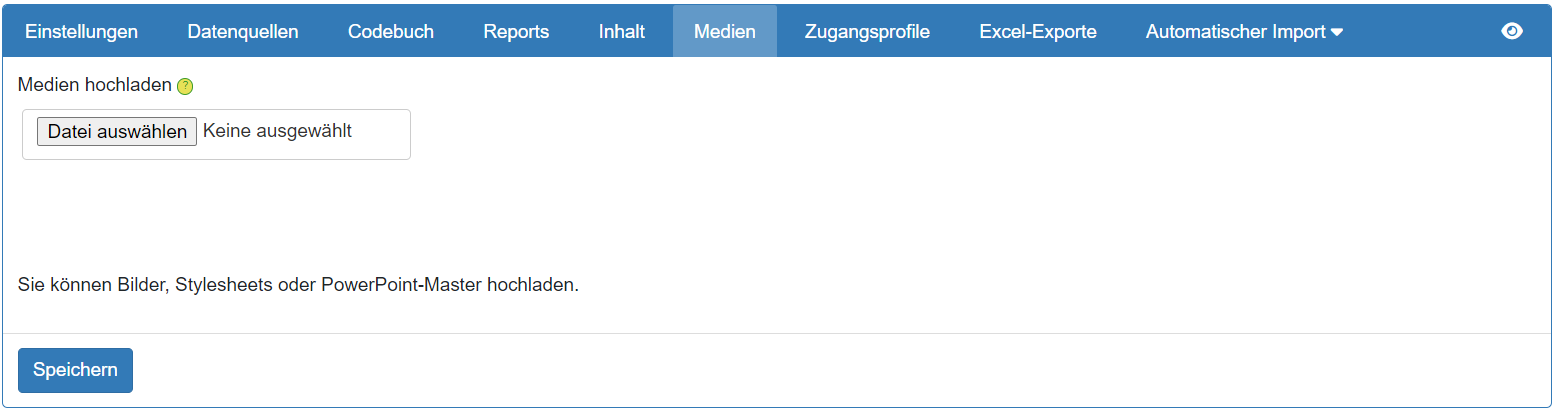 Einstellungen Datenquellen Codebuch Reports Inhalt Medien Zugangsprofile Excel-Exporte Automatischer Import
Medien hochladen ?
Datei auswählen Keine ausgewählt
Sie können Bilder, Stylesheets oder PowerPoint-Master hochladen.
Speichern